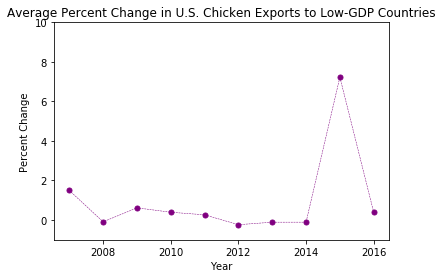 Average Percent Change in U.S. Chicken Exports to Low-GDP Countries
10
8
6
4
2
0
Percent Change
2008 2010 2012 2014 2016
Year